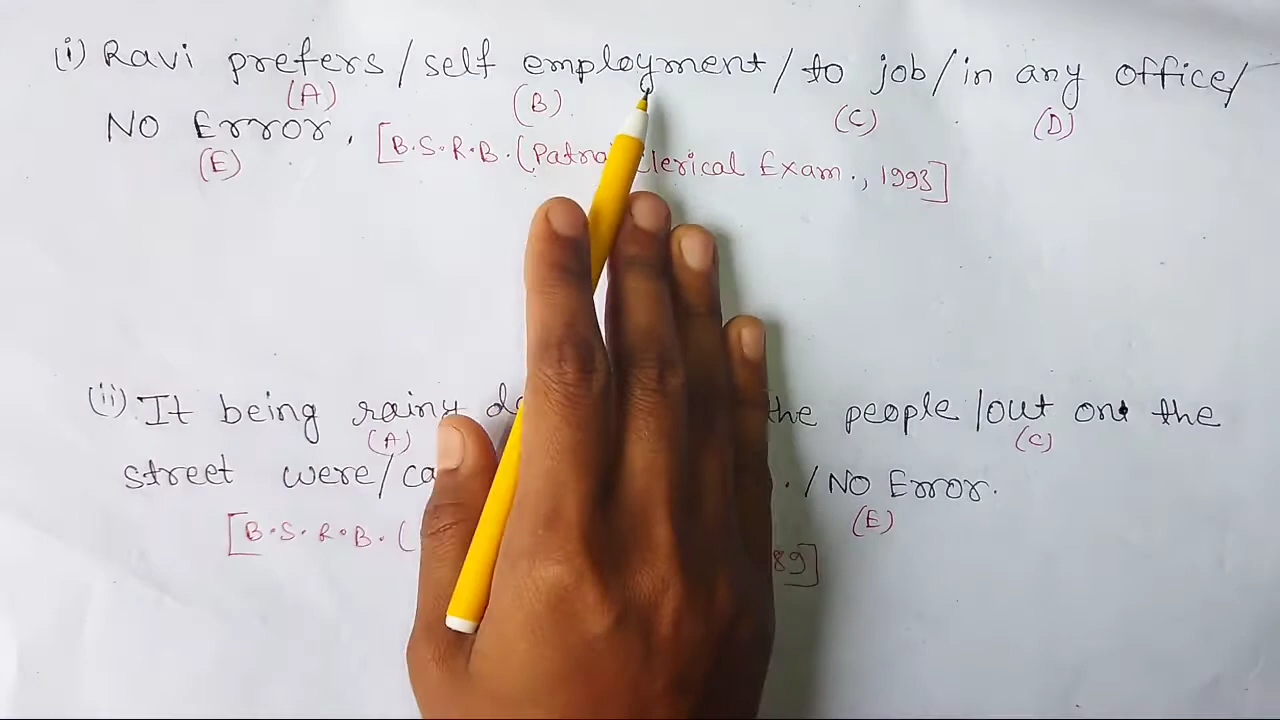 (i) Ravi prefers / self employment / to job / in any office /
(A) (B) (C) (D)
No Error.
(E)
[B.S.R.B. (Patna Clerical Exam., 1993]
(ii) It being rainy the people / out on the
(A) (C)
street were / . / No Error.
(E)
[B.S.R.B. ( 89]